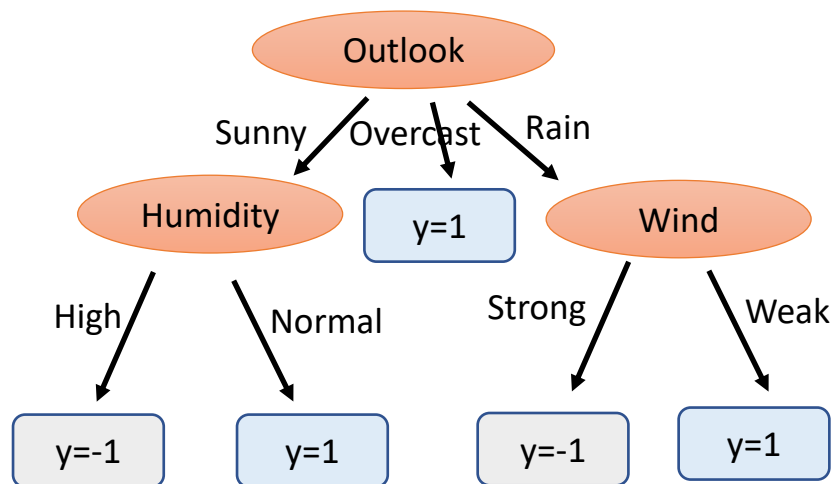 Outlook
Sunny
Overcast
Rain
Humidity
y=1
Wind
High
Normal
Strong
Weak
y=-1
y=1
y=-1
y=1